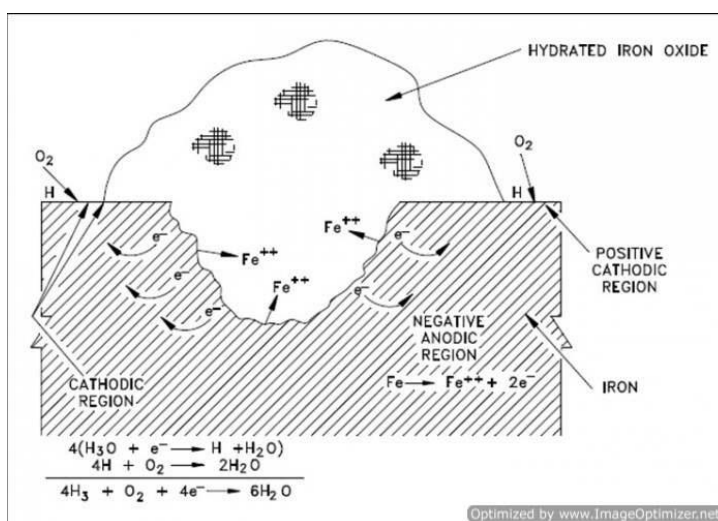 HYDRATED IRON OXIDE
O₂
H
O₂
H
e⁻
Fe⁺⁺
Fe⁺⁺
e⁻
e⁻
Fe⁺⁺
e⁻
e⁻
POSITIVE
CATHODIC
REGION
NEGATIVE
ANODIC
REGION
Fe → Fe⁺⁺ + 2e⁻
IRON
CATHODIC
REGION
4(H₃O + e⁻ → H + H₂O)
4H + O₂ → 2H₂O
4H₃ + O₂ + 4e⁻ → 6H₂O
Optimized by www.ImageOptimizer.net